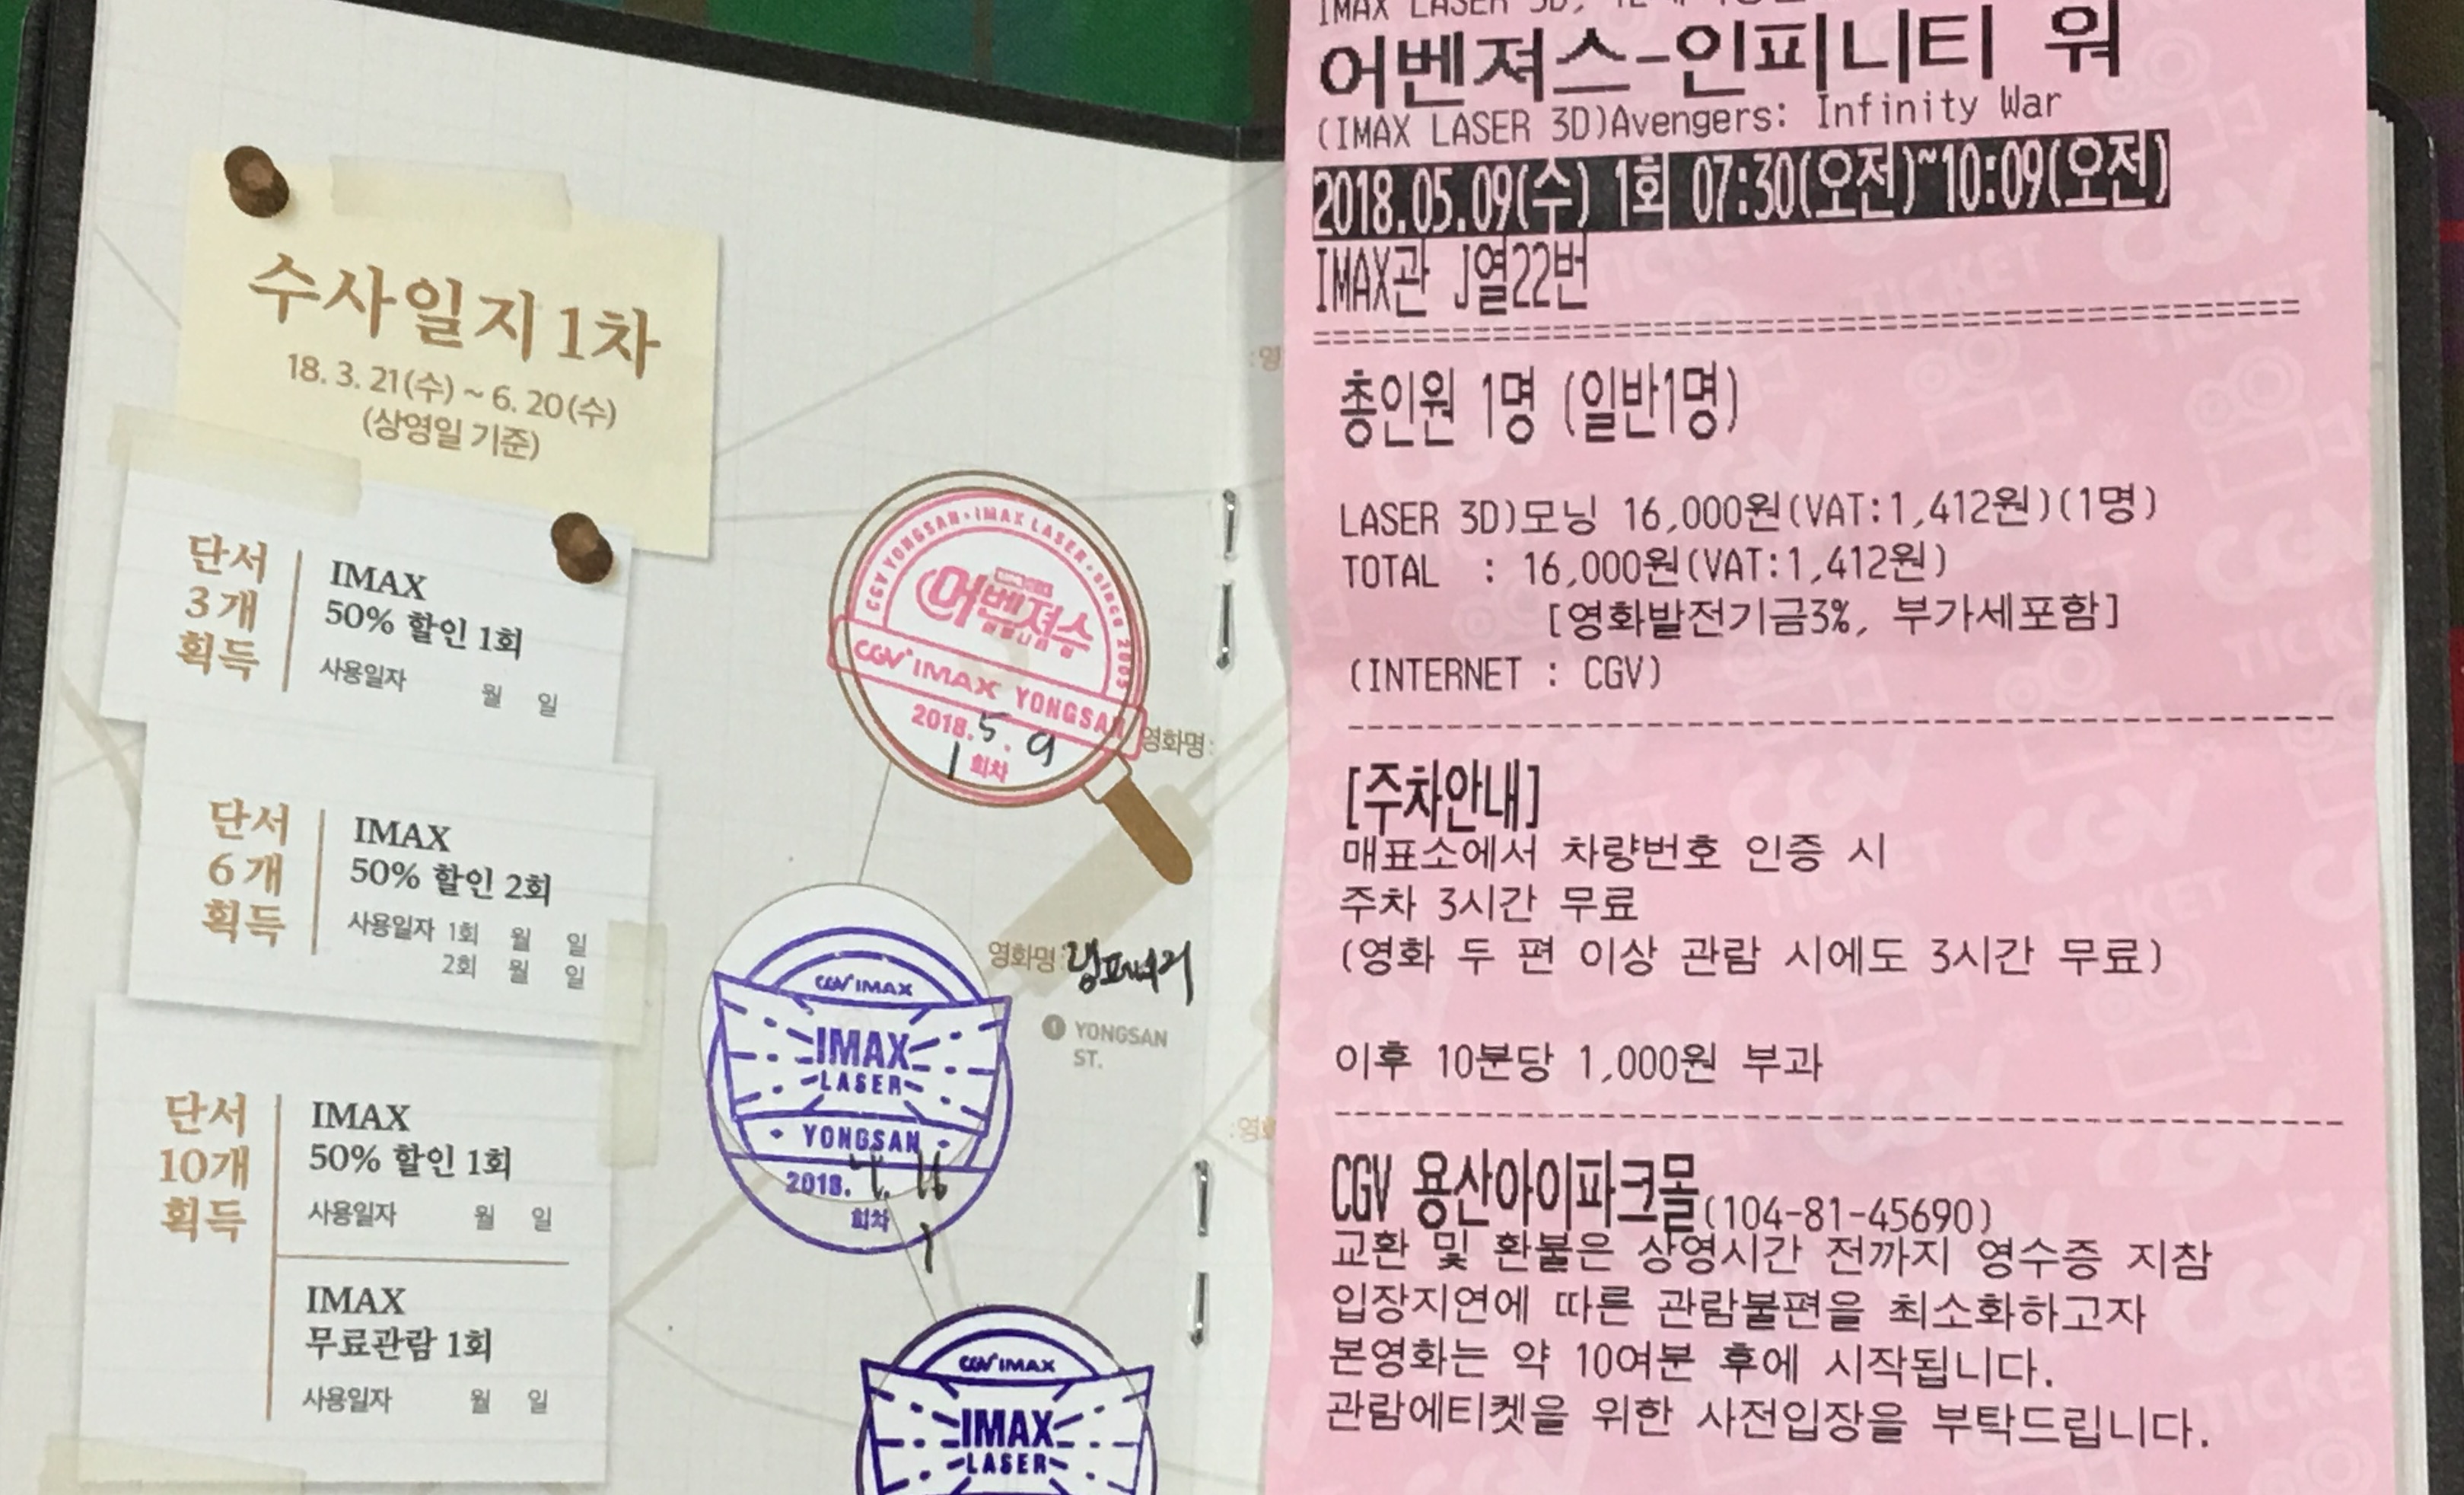 수사일지 1차
18. 3. 21(수) ~ 6. 20(수)
(상영일 기준)
단서
3개
획득
IMAX
50% 할인 1회
사용일자 월 일
단서
6개
획득
IMAX
50% 할인 2회
사용일자 1회 월 일
2회 월 일
단서
10개
획득
IMAX
50% 할인 1회
사용일자 월 일
IMAX
무료관람 1회
사용일자 월 일
CGV YONGSAN · IMAX LASER · since 2005
어벤져스
CGV IMAX YONGSAN
2018. 5. 9
1 회차
영화명:
CGV IMAX
IMAX
LASER
YONGSAN
2018. 4. 16
회차
1
영화명:
YONGSAN
ST.
CGV IMAX
IMAX
LASER
IMAX LASER 3D,
어벤져스-인피니티 워
(IMAX LASER 3D)Avengers: Infinity War
2018.05.09(수) 1회 07:30(오전)~10:09(오전)
IMAX관 J열22번
총인원 1명 (일반1명)
LASER 3D)모닝 16,000원(VAT:1,412원)(1명)
TOTAL : 16,000원(VAT:1,412원)
[영화발전기금3%, 부가세포함]
(INTERNET : CGV)
[주차안내]
매표소에서 차량번호 인증 시
주차 3시간 무료
(영화 두 편 이상 관람 시에도 3시간 무료)
이후 10분당 1,000원 부과
CGV 용산아이파크몰(104-81-45690)
교환 및 환불은 상영시간 전까지 영수증 지참
입장지연에 따른 관람불편을 최소화하고자
본영화는 약 10여분 후에 시작됩니다.
관람에티켓을 위한 사전입장을 부탁드립니다.